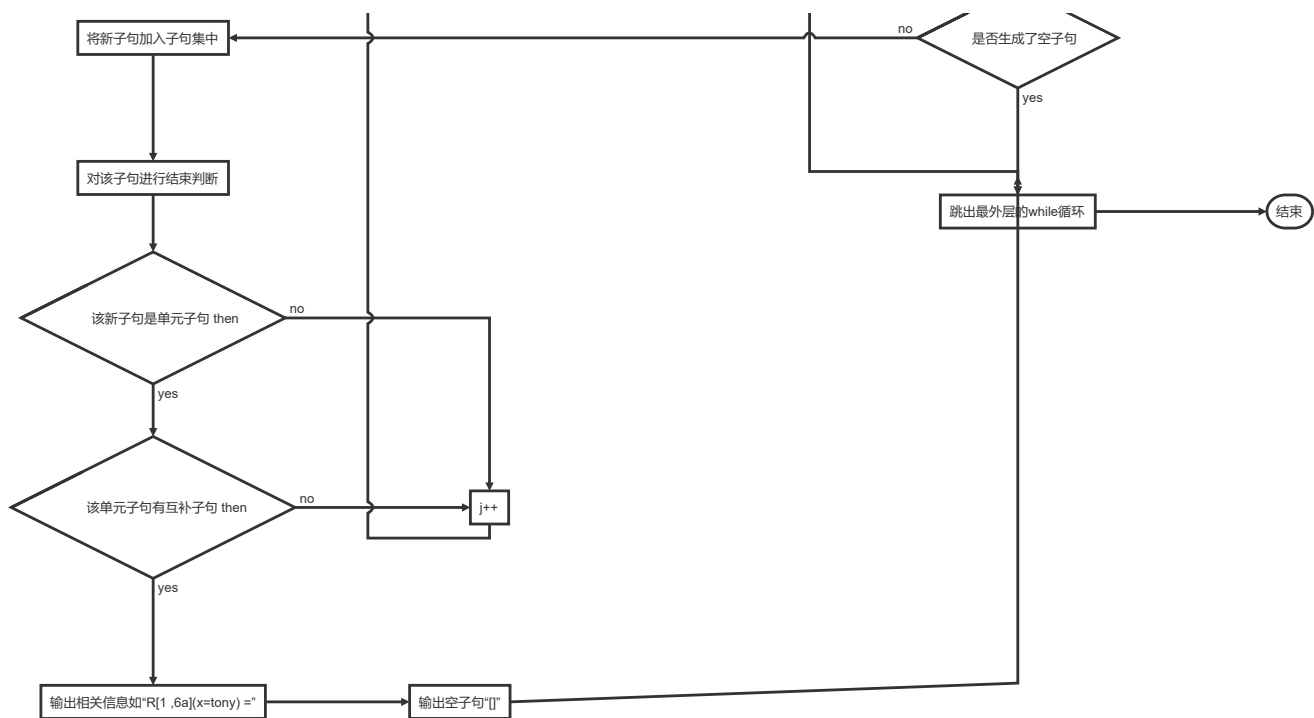 将新子句加入子句集中
no
是否生成了空子句
yes
对该子句进行结束判断
跳出最外层的while循环
结束
该新子句是单元子句 then
no
yes
该单元子句有互补子句 then
no
j++
yes
输出相关信息如“R[1 ,6a](x=tony) =”
输出空子句“[]”